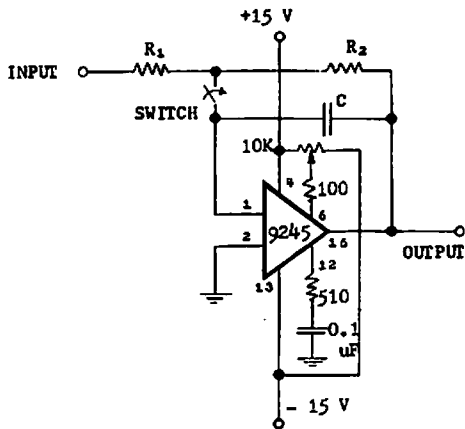 +15 V
R1
R2
INPUT
C
SWITCH
10K
4
100
1
6
9245
2
16
OUTPUT
12
13
510
0.1
uF
- 15 V